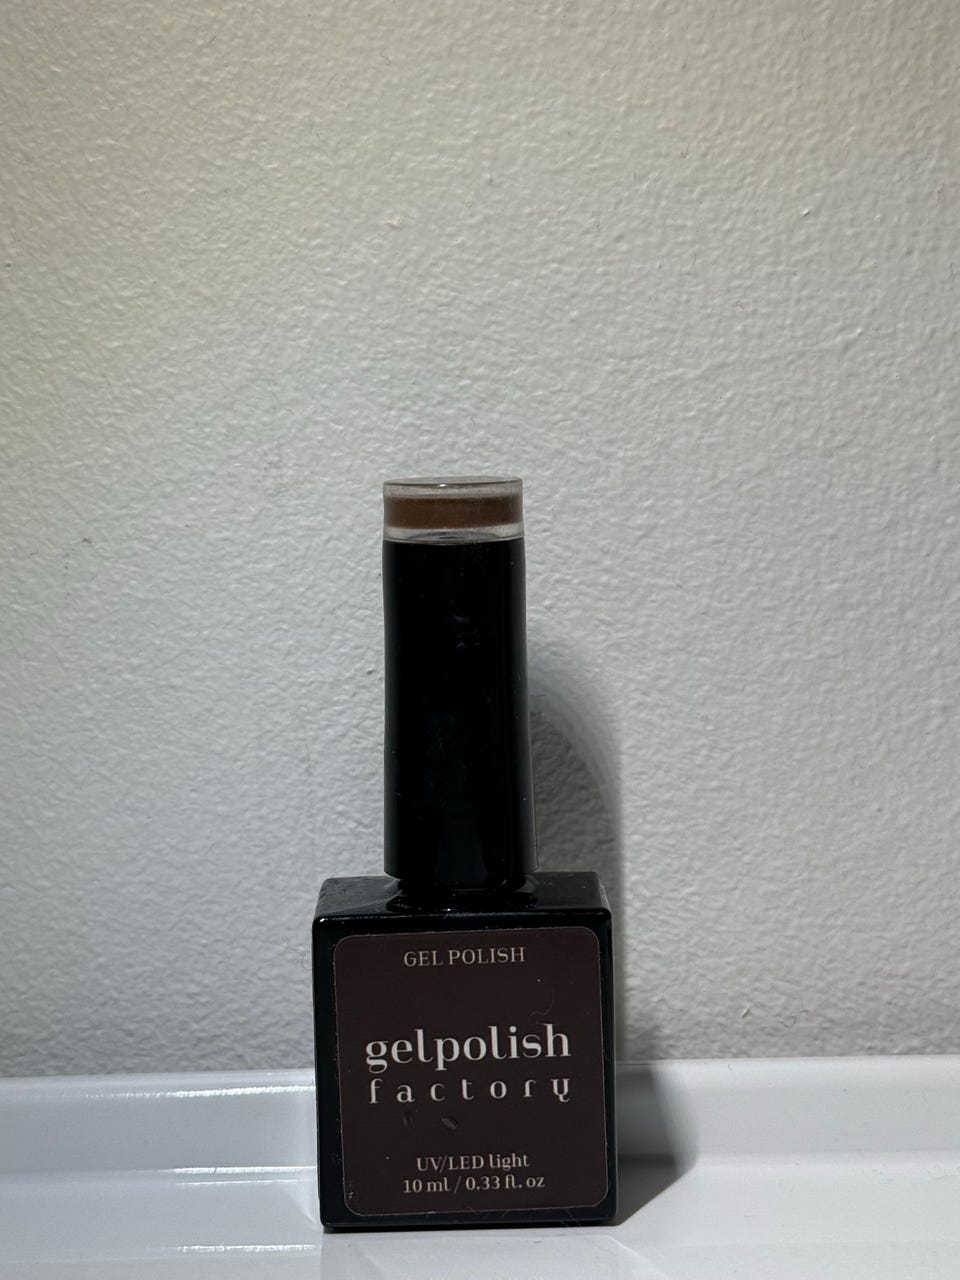 GEL POLISH
gelpolish
factory
UV/LED light
10 ml / 0.33 fl. oz